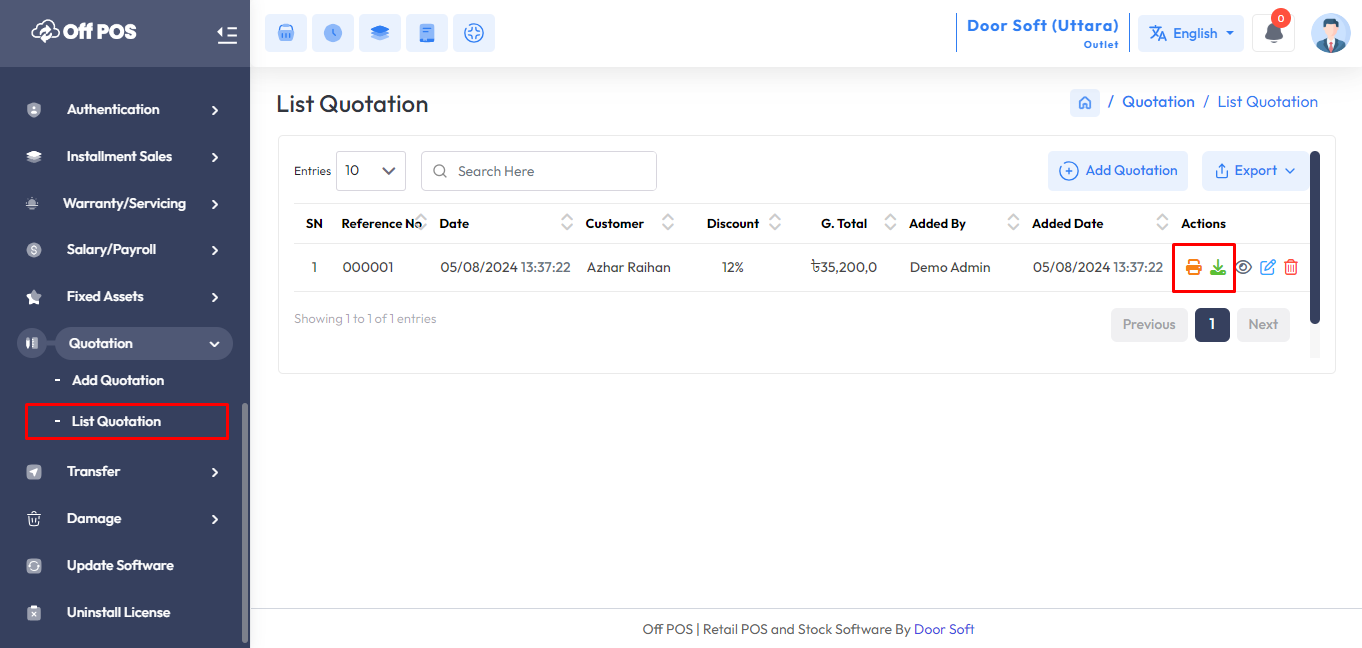 Off POS
Door Soft (Uttara)
Outlet
English
0
Authentication
Installment Sales
Warranty/Servicing
Salary/Payroll
Fixed Assets
Quotation
- Add Quotation
- List Quotation
Transfer
Damage
Update Software
Uninstall License
List Quotation
/ Quotation / List Quotation
Entries 10 Search Here
Add Quotation Export
SN Reference No Date Customer Discount G. Total Added By Added Date Actions
1 000001 05/08/2024 13:37:22 Azhar Raihan 12% ৳35,200,0 Demo Admin 05/08/2024 13:37:22
Showing 1 to 1 of 1 entries
Previous 1 Next
Off POS | Retail POS and Stock Software By Door Soft